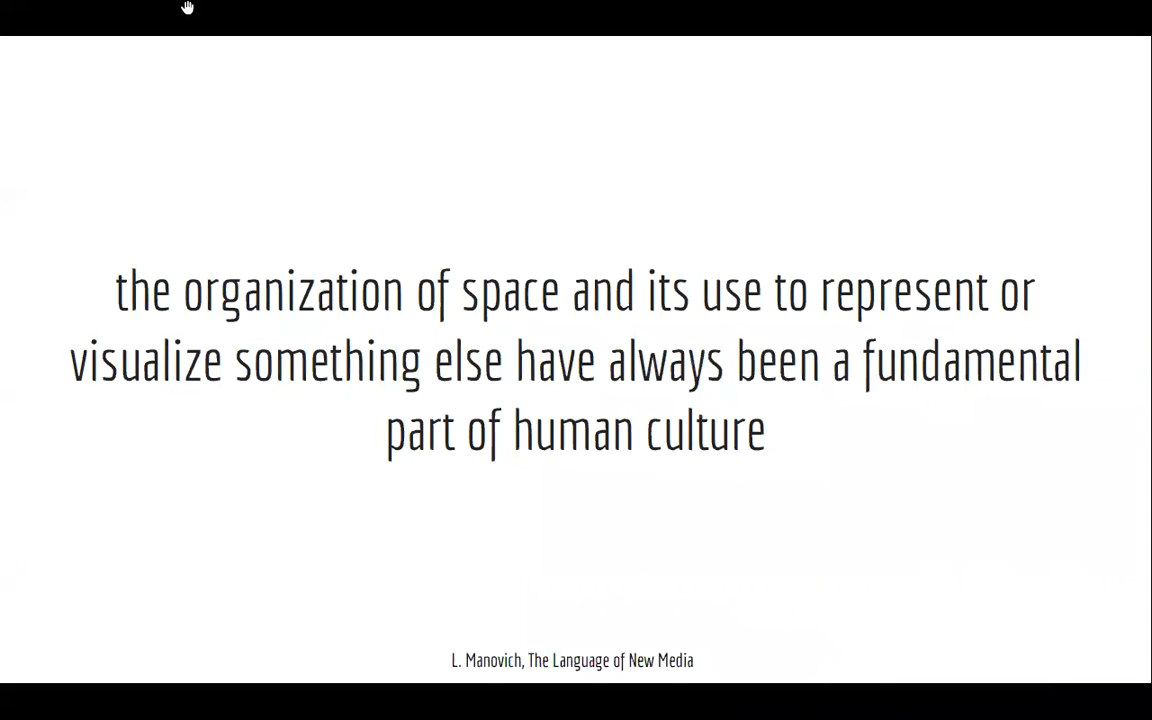 the organization of space and its use to represent or
visualize something else have always been a fundamental
part of human culture
L. Manovich, The Language of New Media